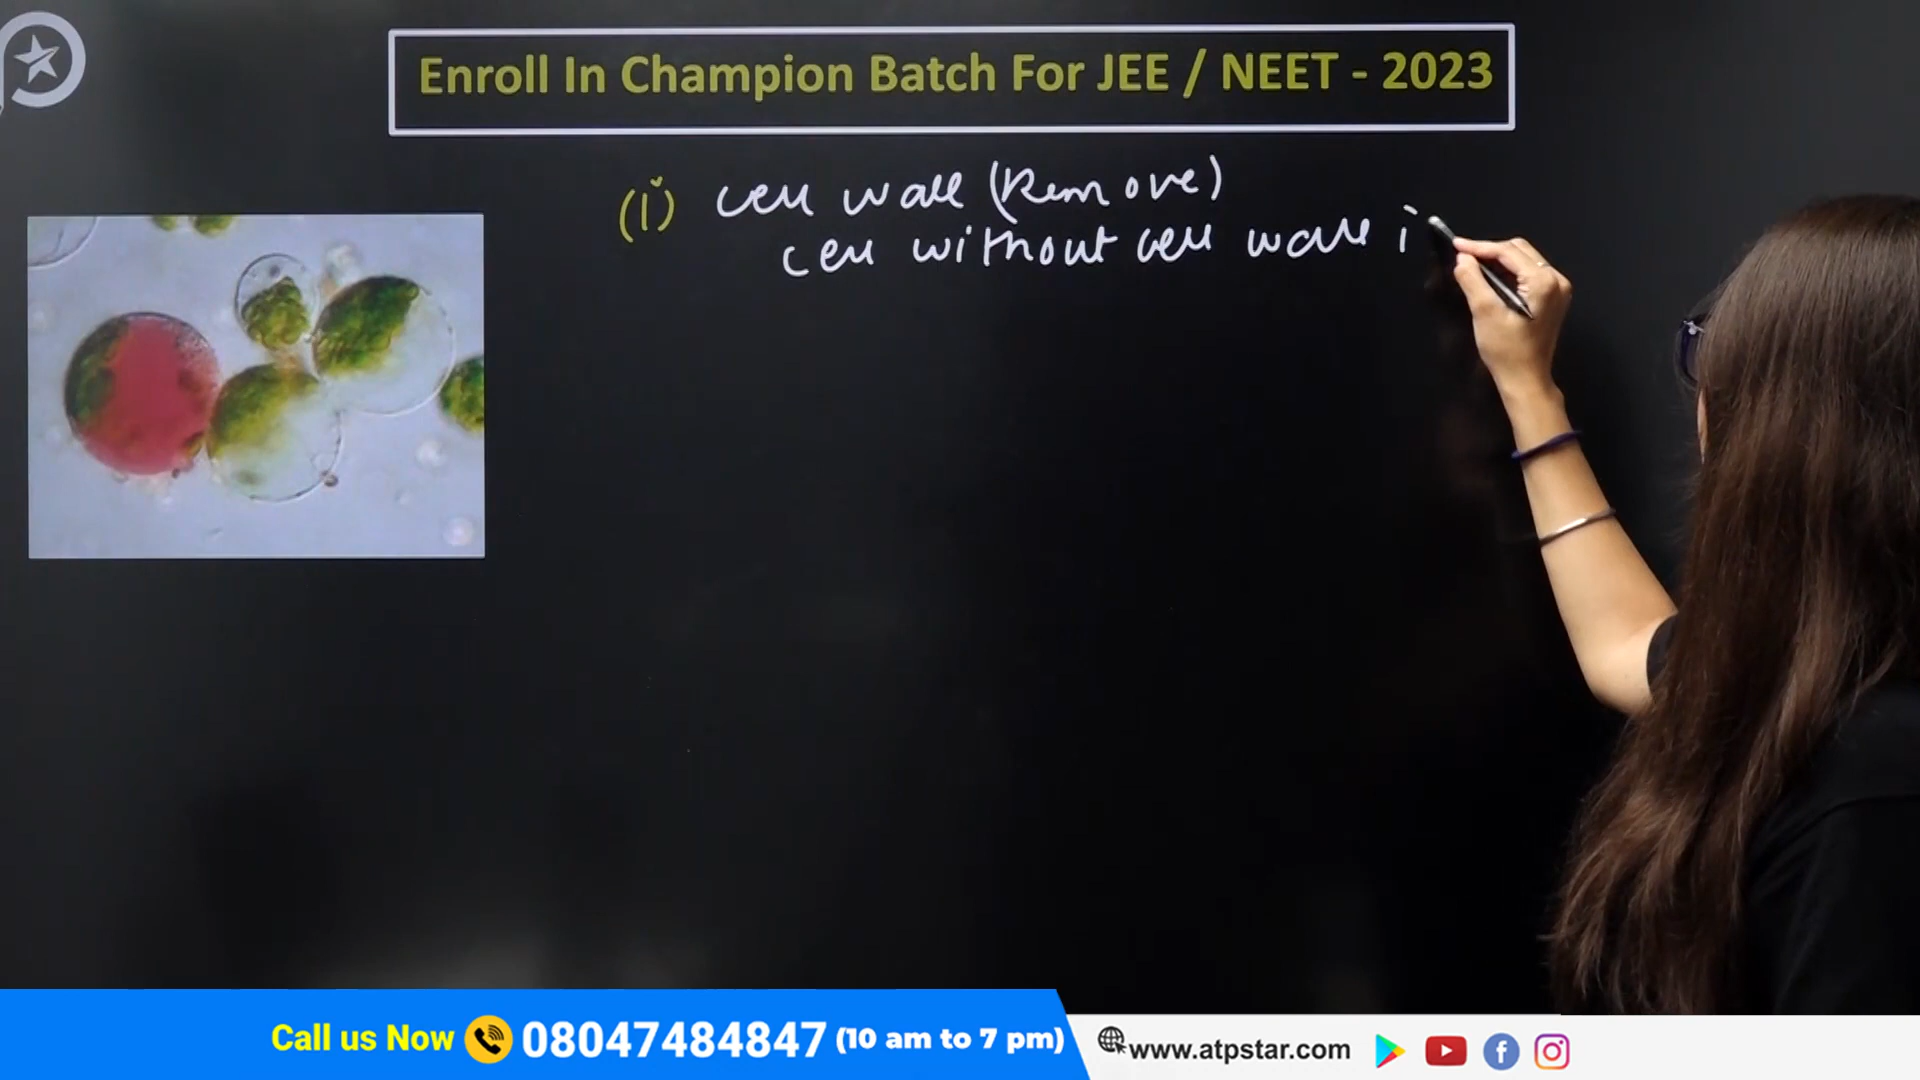 Enroll In Champion Batch For JEE / NEET - 2023
(i) cell wall (Remove)
cell without cell wall i
Call us Now 08047484847 (10 am to 7 pm)
www.atpstar.com